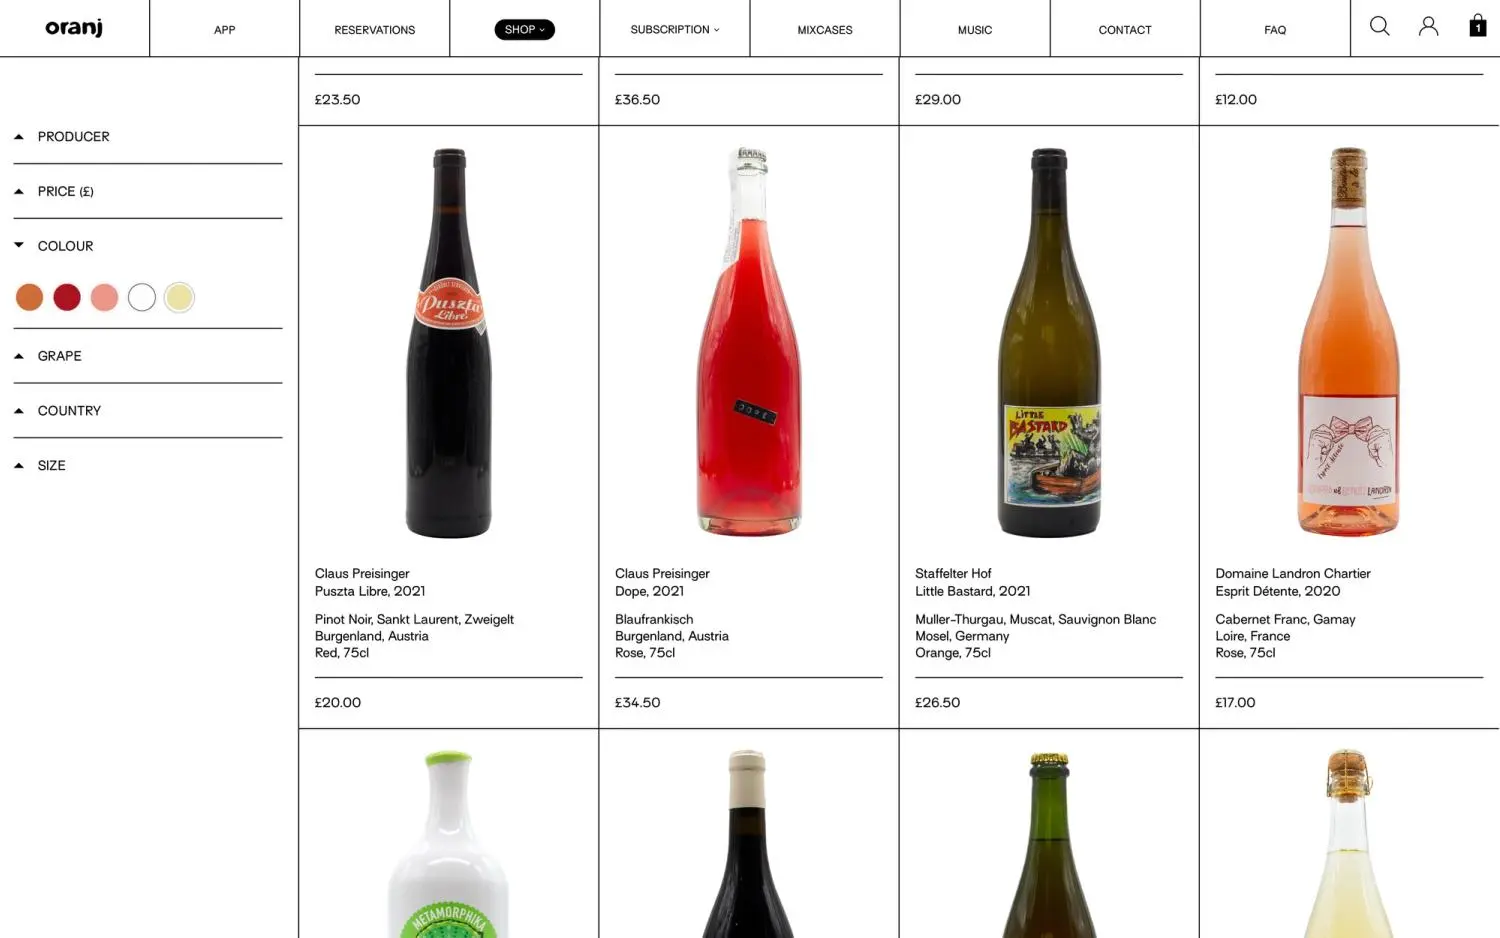 oranj
APP
RESERVATIONS
SHOP
SUBSCRIPTION
MIXCASES
MUSIC
CONTACT
FAQ
1
£23.50
£36.50
£29.00
£12.00
PRODUCER
PRICE (£)
COLOUR
GRAPE
COUNTRY
SIZE
Puszta
Libre!
DOPE
LITTLE
BASTARD
Esprit détente
LANDRON
Claus Preisinger
Puszta Libre, 2021
Pinot Noir, Sankt Laurent, Zweigelt
Burgenland, Austria
Red, 75cl
£20.00
Claus Preisinger
Dope, 2021
Blaufrankisch
Burgenland, Austria
Rose, 75cl
£34.50
Staffelter Hof
Little Bastard, 2021
Muller-Thurgau, Muscat, Sauvignon Blanc
Mosel, Germany
Orange, 75cl
£26.50
Domaine Landron Chartier
Esprit Détente, 2020
Cabernet Franc, Gamay
Loire, France
Rose, 75cl
£17.00
METAMORPHIKA